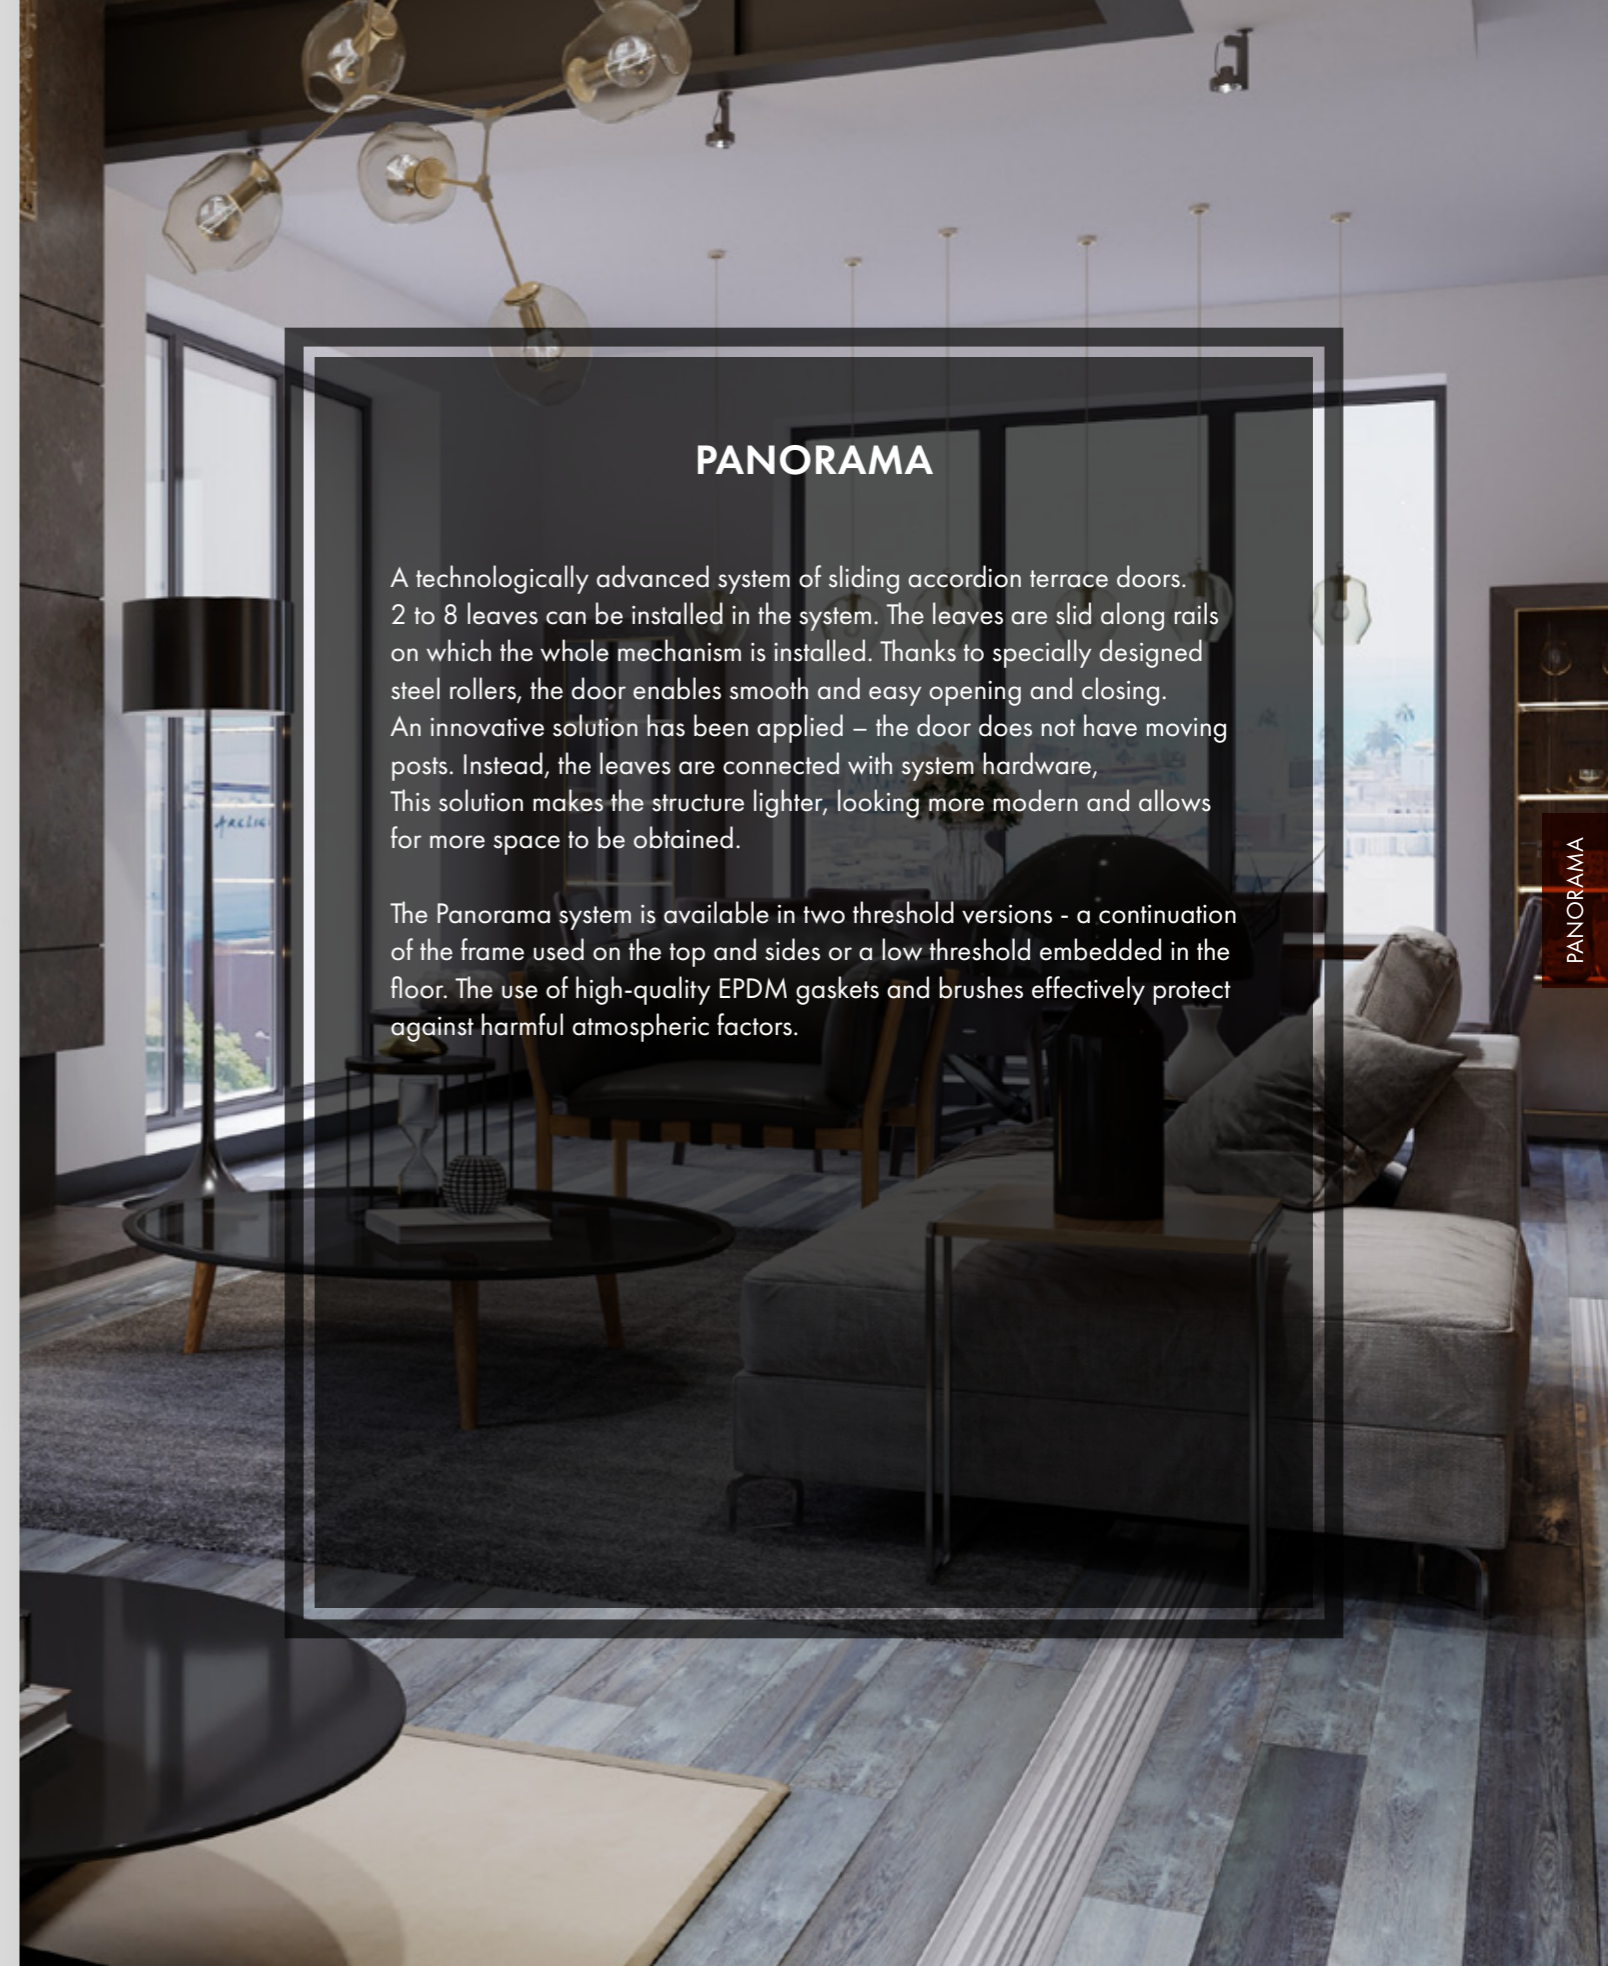 PANORAMA
A technologically advanced system of sliding accordion terrace doors.
2 to 8 leaves can be installed in the system. The leaves are slid along rails
on which the whole mechanism is installed. Thanks to specially designed
steel rollers, the door enables smooth and easy opening and closing.
An innovative solution has been applied – the door does not have moving
posts. Instead, the leaves are connected with system hardware,
This solution makes the structure lighter, looking more modern and allows
for more space to be obtained.
The Panorama system is available in two threshold versions - a continuation
of the frame used on the top and sides or a low threshold embedded in the
floor. The use of high-quality EPDM gaskets and brushes effectively protect
against harmful atmospheric factors.
PANORAMA